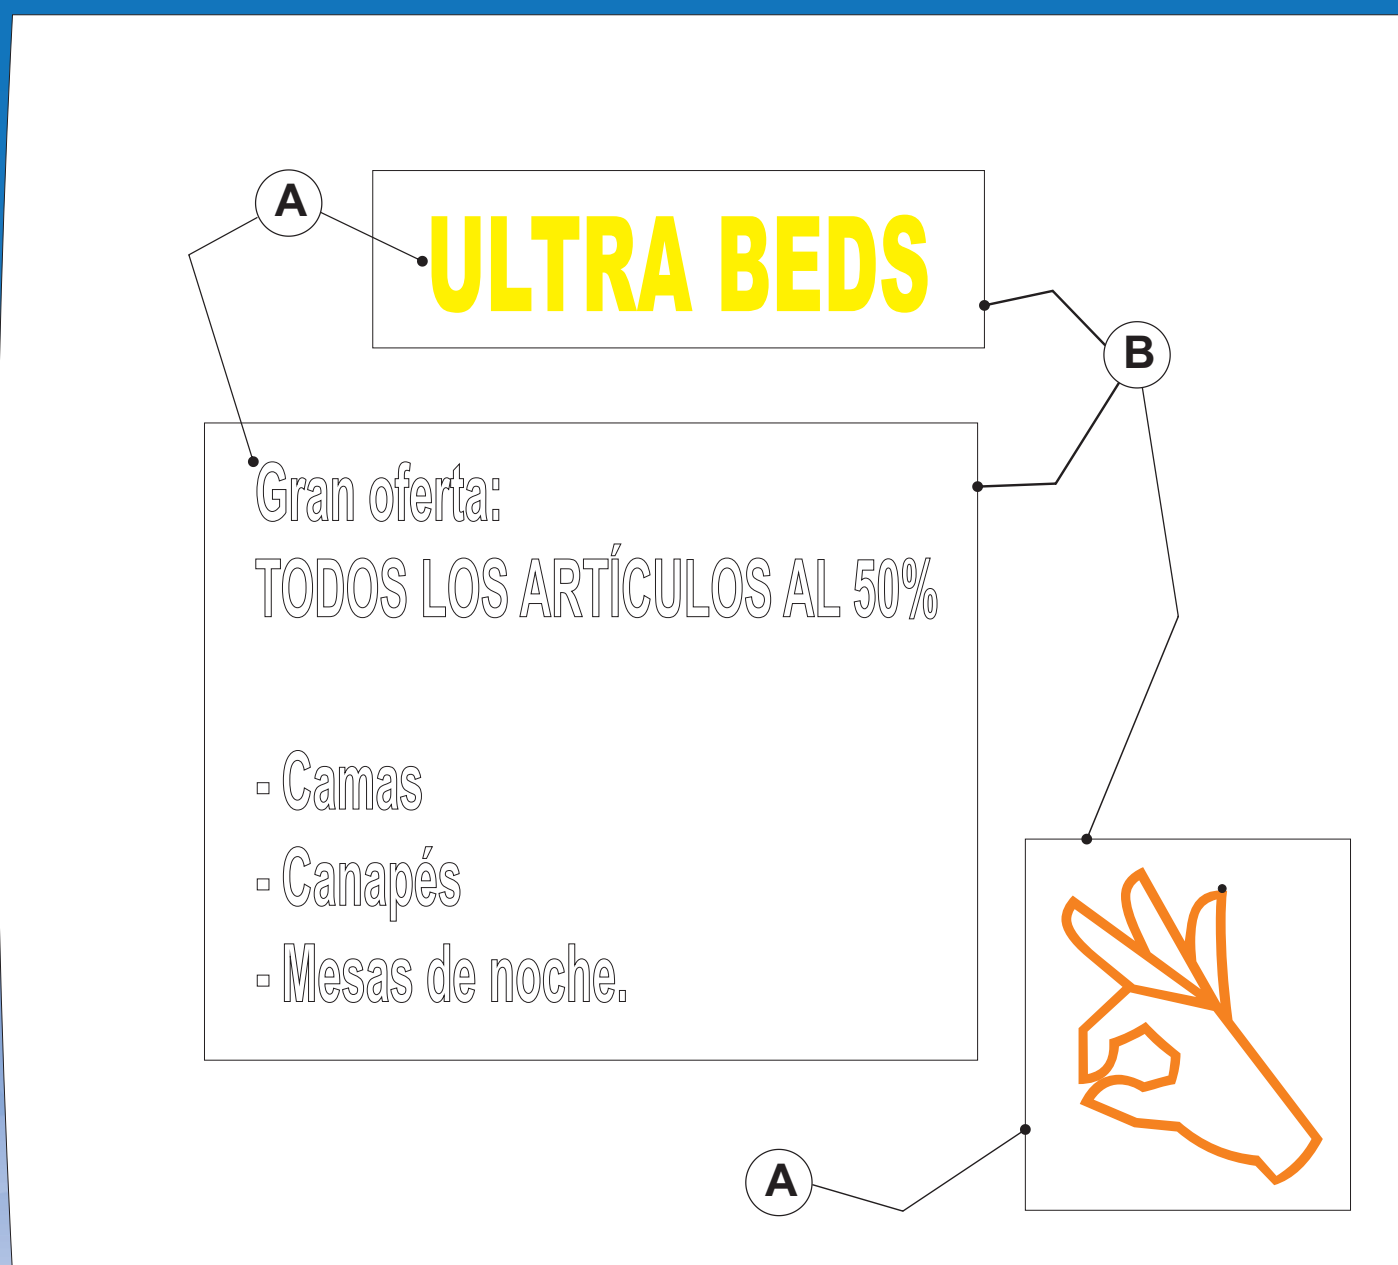 A
ULTRA BEDS
B
Gran oferta:
TODOS LOS ARTÍCULOS AL 50%
- Camas
- Canapés
- Mesas de noche.
A